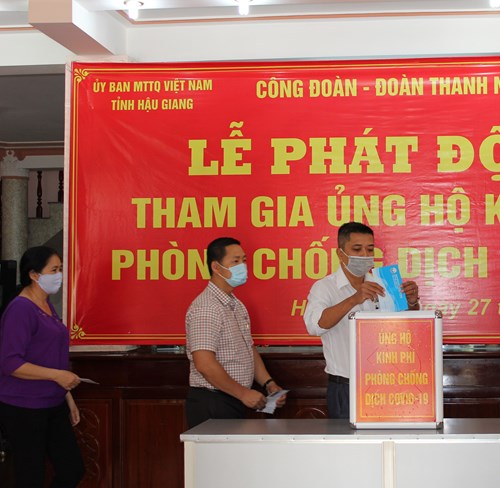 ỦY BAN MTTQ VIỆT NAM
TỈNH HẬU GIANG
CÔNG ĐOÀN - ĐOÀN THANH N
LỄ PHÁT ĐỘ
THAM GIA ỦNG HỘ K
PHÒNG CHỐNG DỊCH
27
ỦNG HỘ
KINH PHÍ
PHÒNG CHỐNG
DỊCH COVID-19